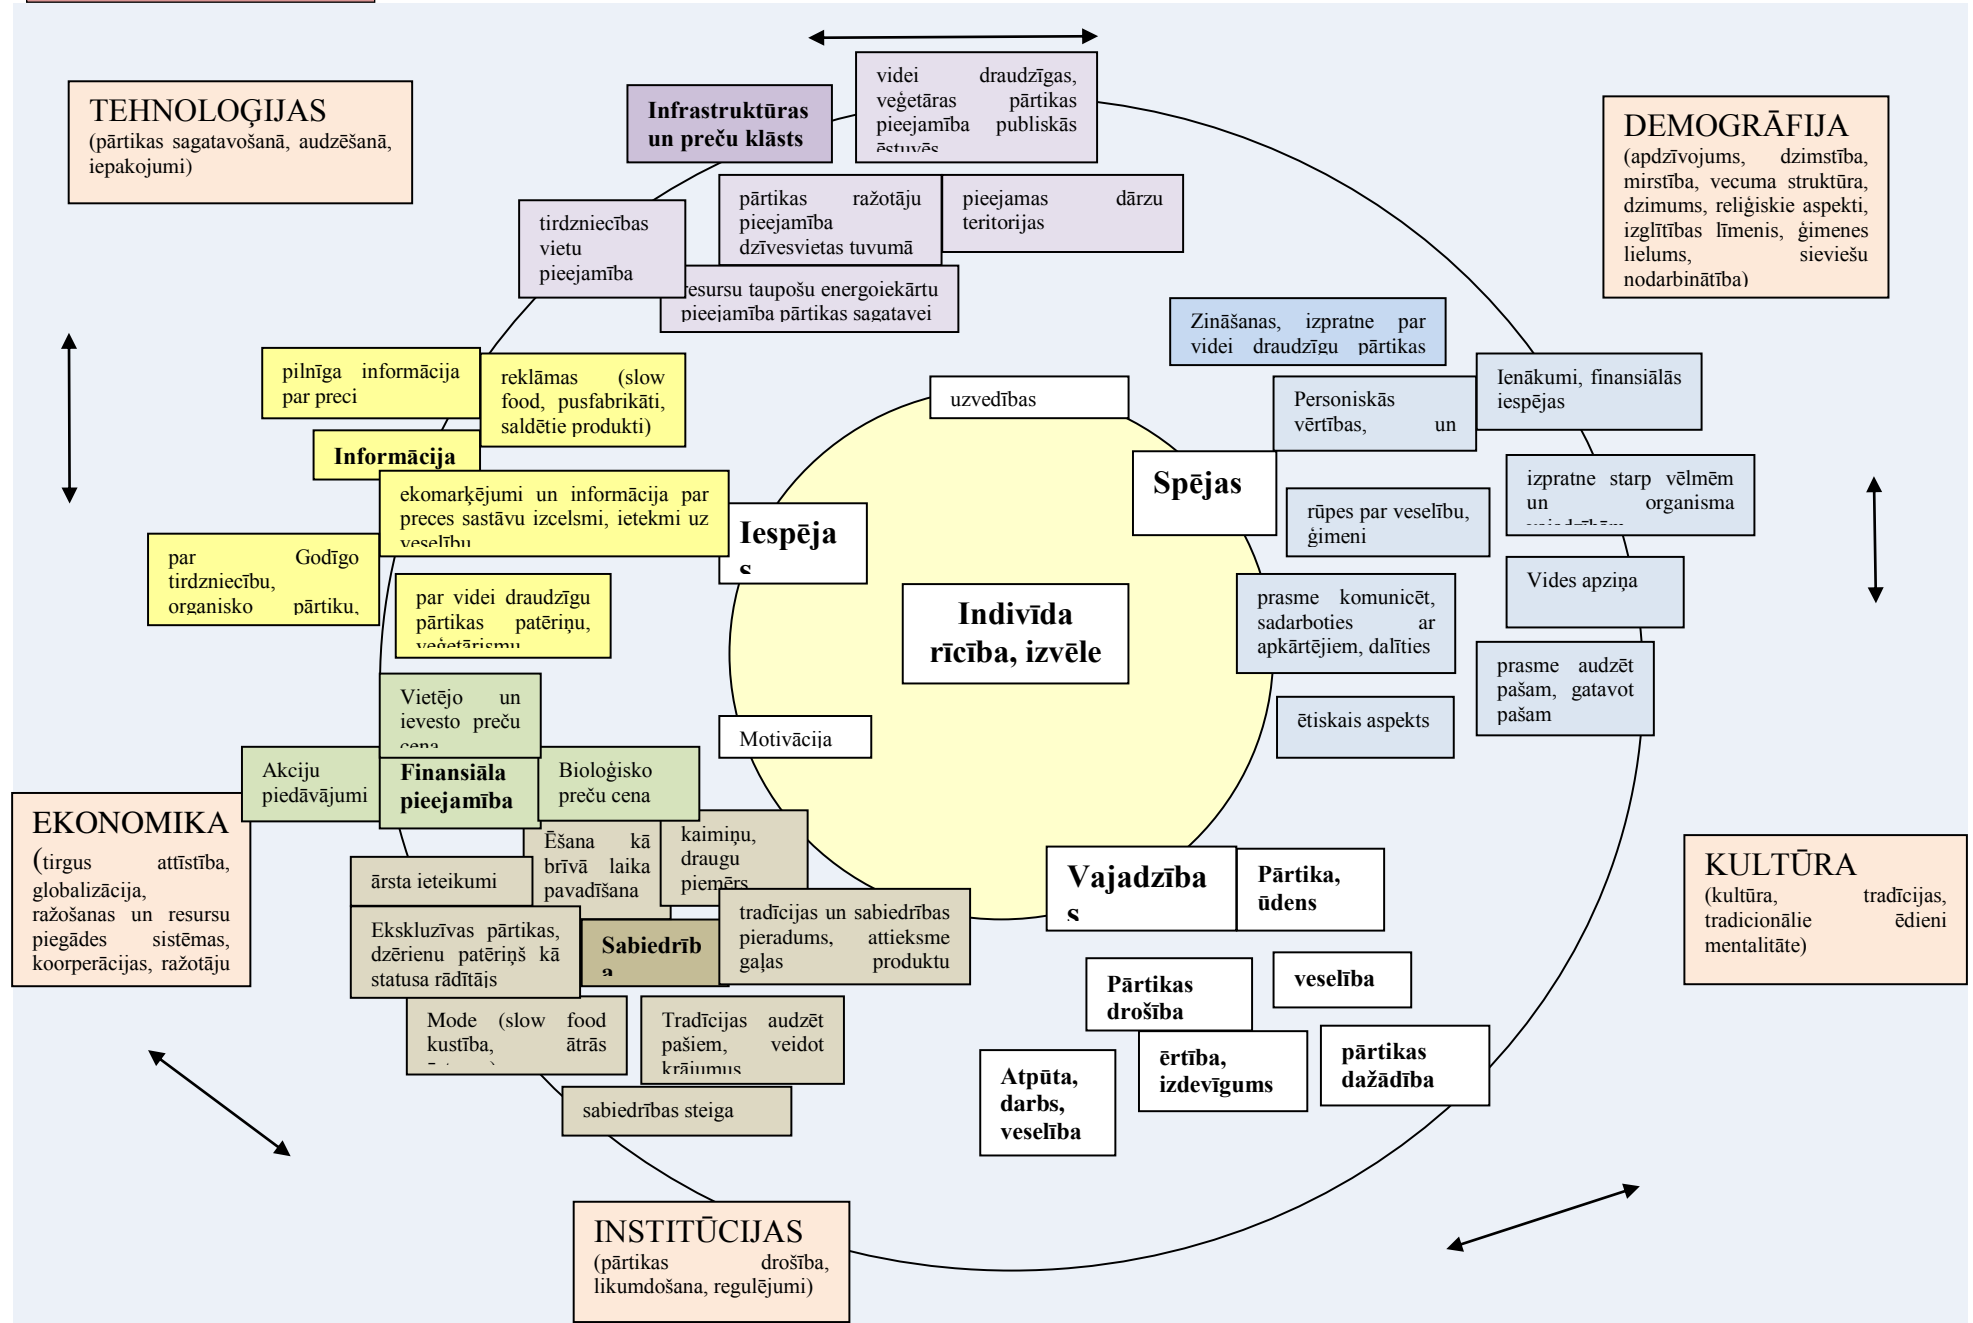 TEHNOLOĢIJAS
(pārtikas sagatavošanā, audzēšanā,
iepakojumi)
Infrastruktūras
un preču klāsts
videi draudzīgas,
veģetāras pārtikas
pieejamība publiskās
ēstuvēs
DEMOGRĀFIJA
(apdzīvojums, dzimstība,
mirstība, vecuma struktūra,
dzimums, reliģiskie aspekti,
izglītības līmenis, ģimenes
lielums, sieviešu
nodarbinātība)
tirdzniecības
vietu
pieejamība
pārtikas ražotāju
pieejamība
dzīvesvietas tuvumā
pieejamas dārzu
teritorijas
resursu taupošu energoiekārtu
pieejamība pārtikas sagatavei
Zināšanas, izpratne par
videi draudzīgu pārtikas
pilnīga informācija
par preci
reklāmas (slow
food, pusfabrikāti,
saldētie produkti)
Informācija
ekomarķējumi un informācija par
preces sastāvu izcelsmi, ietekmi uz
veselību
par Godīgo
tirdzniecību,
organisko pārtiku,
par videi draudzīgu
pārtikas patēriņu,
veģetārismu
uzvedības
Spējas
Iespēja
s
Indivīda
rīcība, izvēle
Motivācija
Personiskās
vērtības, un
Ienākumi, finansiālās
iespējas
izpratne starp vēlmēm
un organisma
vajadzībām
rūpes par veselību,
ģimeni
Vides apziņa
prasme komunicēt,
sadarboties ar
apkārtējiem, dalīties
prasme audzēt
pašam, gatavot
pašam
ētiskais aspekts
Vietējo un
ievesto preču
cena
Akciju
piedāvājumi
Finansiāla
pieejamība
Bioloģisko
preču cena
EKONOMIKA
(tirgus attīstība,
globalizācija,
ražošanas un resursu
piegādes sistēmas,
koorperācijas, ražotāju
Ēšana kā
brīvā laika
pavadīšana
kaimiņu,
draugu
piemērs
ārsta ieteikumi
Ekskluzīvas pārtikas,
dzērienu patēriņš kā
statusa rādītājs
Sabiedrīb
a
tradīcijas un sabiedrības
pieradums, attieksme
gaļas produktu
Mode (slow food
kustība, ātrās
Tradīcijas audzēt
pašiem, veidot
krājumus
sabiedrības steiga
Vajadzība
s
Pārtika,
ūdens
Pārtikas
drošība
veselība
Atpūta,
darbs,
veselība
ērtība,
izdevīgums
pārtikas
dažādība
KULTŪRA
(kultūra, tradīcijas,
tradicionālie ēdieni
mentalitāte)
INSTITŪCIJAS
(pārtikas drošība,
likumdošana, regulējumi)